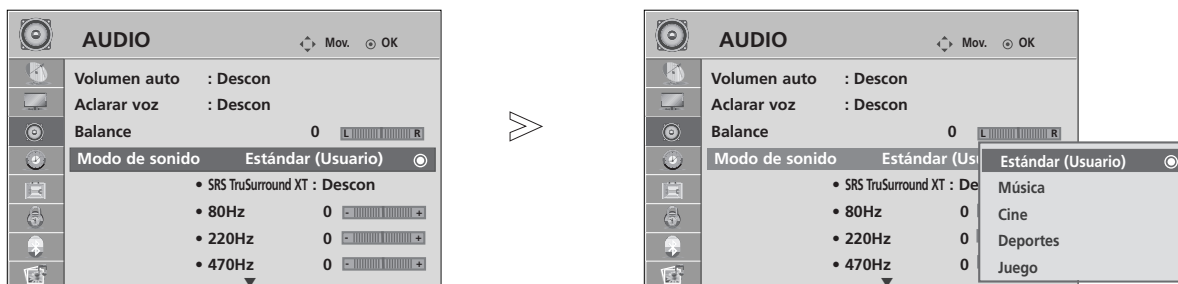 AUDIO Mov. OK
Volumen auto : Descon
Aclarar voz : Descon
Balance 0 L R
Modo de sonido Estándar (Usuario)
• SRS TruSurround XT : Descon
• 80Hz 0 - +
• 220Hz 0 - +
• 470Hz 0 - +
AUDIO Mov. OK
Volumen auto : Descon
Aclarar voz : Descon
Balance 0 L R
Modo de sonido Estándar (Usu
• SRS TruSurround XT : De
• 80Hz 0
• 220Hz 0
• 470Hz 0
Estándar (Usuario)
Música
Cine
Deportes
Juego